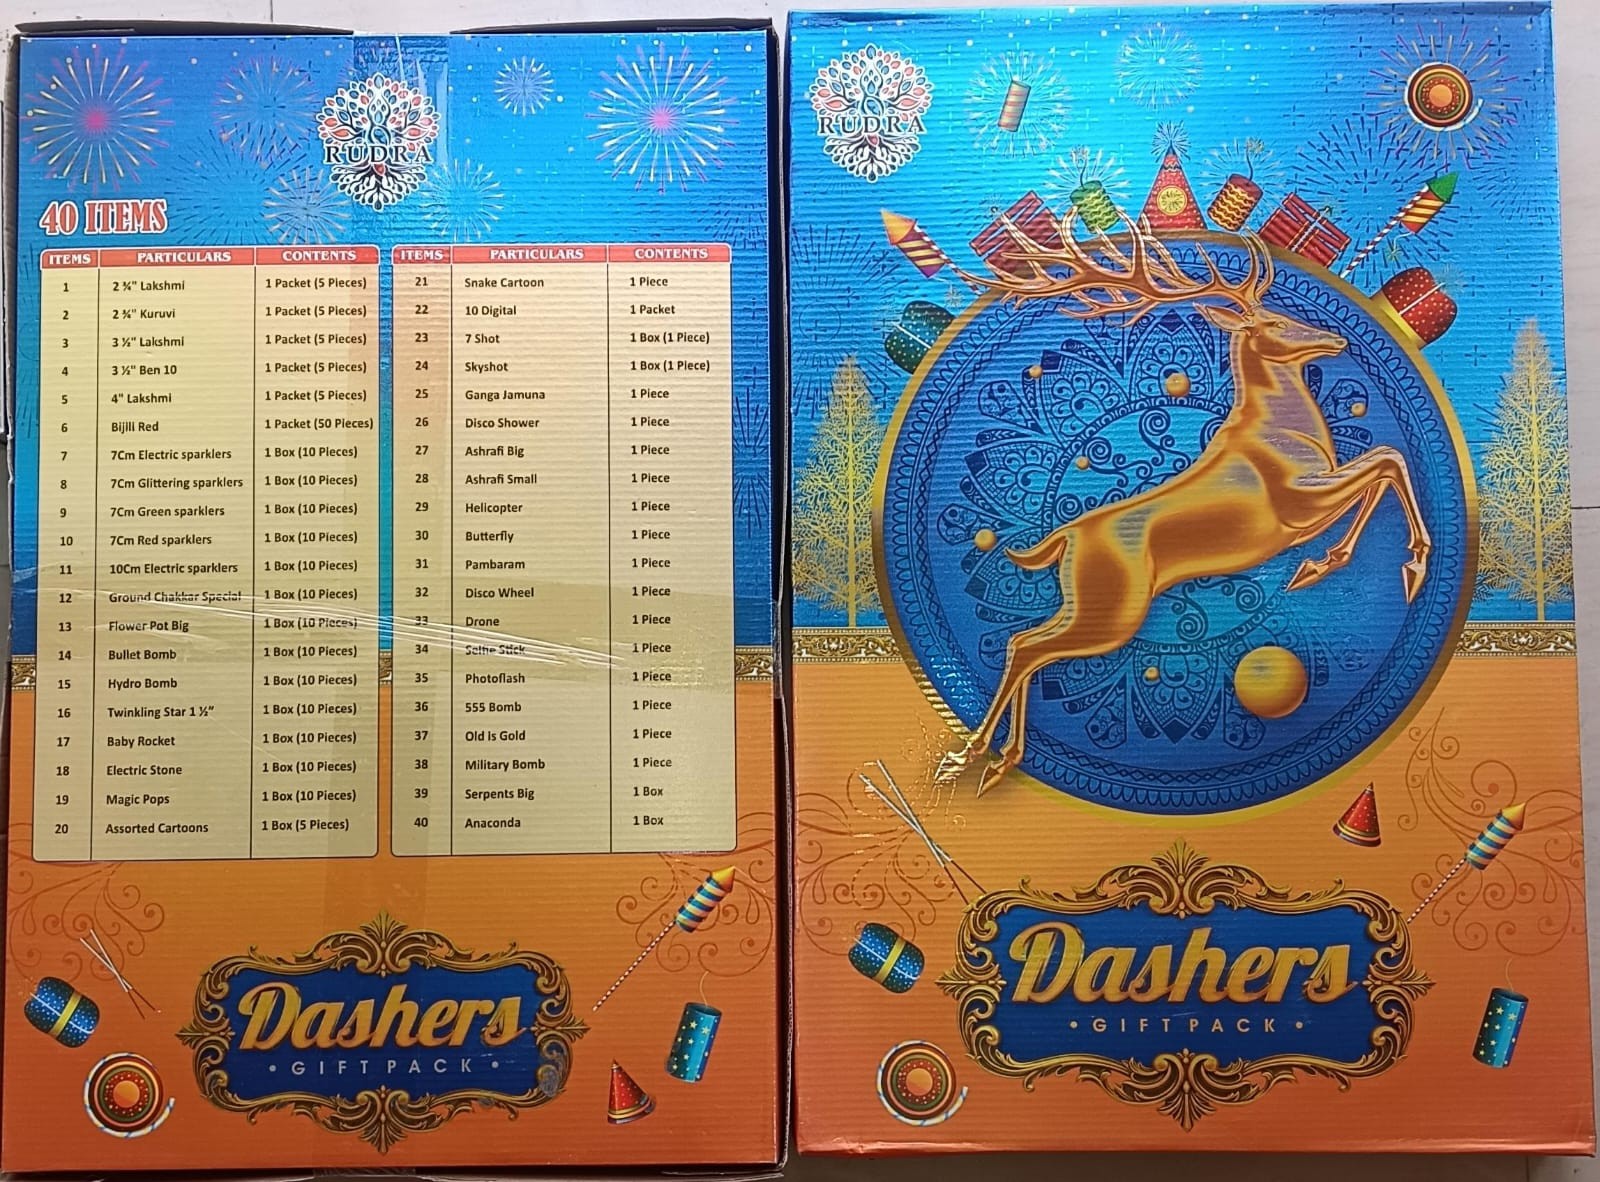 RUDRA
40 ITEMS
ITEMS PARTICULARS CONTENTS
1 2 ¾" Lakshmi 1 Packet (5 Pieces)
2 2 ¾" Kuruvi 1 Packet (5 Pieces)
3 3 ½" Lakshmi 1 Packet (5 Pieces)
4 3 ½" Ben 10 1 Packet (5 Pieces)
5 4" Lakshmi 1 Packet (5 Pieces)
6 Bijili Red 1 Packet (50 Pieces)
7 7Cm Electric sparklers 1 Box (10 Pieces)
8 7Cm Glittering sparklers 1 Box (10 Pieces)
9 7Cm Green sparklers 1 Box (10 Pieces)
10 7Cm Red sparklers 1 Box (10 Pieces)
11 10Cm Electric sparklers 1 Box (10 Pieces)
12 Ground Chakkar Special 1 Box (10 Pieces)
13 Flower Pot Big 1 Box (10 Pieces)
14 Bullet Bomb 1 Box (10 Pieces)
15 Hydro Bomb 1 Box (10 Pieces)
16 Twinkling Star 1 ½" 1 Box (10 Pieces)
17 Baby Rocket 1 Box (10 Pieces)
18 Electric Stone 1 Box (10 Pieces)
19 Magic Pops 1 Box (10 Pieces)
20 Assorted Cartoons 1 Box (5 Pieces)
ITEMS PARTICULARS CONTENTS
21 Snake Cartoon 1 Piece
22 10 Digital 1 Packet
23 7 Shot 1 Box (1 Piece)
24 Skyshot 1 Box (1 Piece)
25 Ganga Jamuna 1 Piece
26 Disco Shower 1 Piece
27 Ashrafi Big 1 Piece
28 Ashrafi Small 1 Piece
29 Helicopter 1 Piece
30 Butterfly 1 Piece
31 Pambaram 1 Piece
32 Disco Wheel 1 Piece
33 Drone 1 Piece
34 Selfie Stick 1 Piece
35 Photoflash 1 Piece
36 555 Bomb 1 Piece
37 Old is Gold 1 Piece
38 Military Bomb 1 Piece
39 Serpents Big 1 Box
40 Anaconda 1 Box
Dashers
• GIFT PACK •
RUDRA
Dashers
• GIFT PACK •